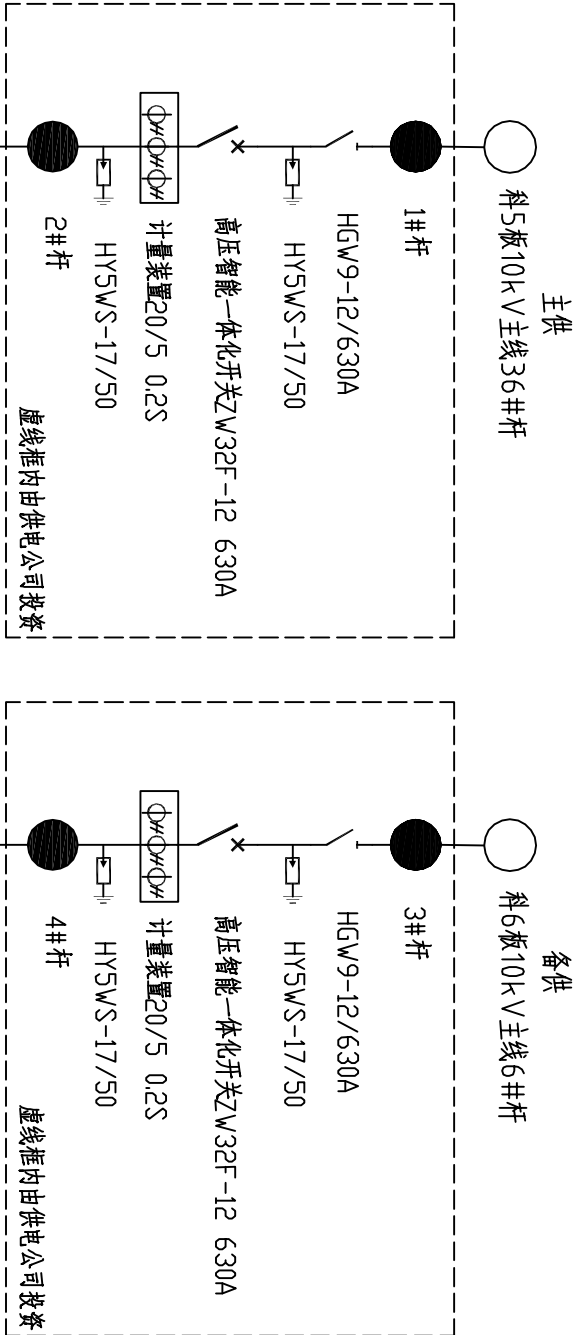 主供
科5板10kV主线36#杆
1#杆
HGW9-12/630A
HY5WS-17/50
高压智能一体化开关ZW32F-12 630A
计量装置20/5 0.2S
HY5WS-17/50
2#杆
虚线框内由供电公司投资
备供
科6板10kV主线6#杆
3#杆
HGW9-12/630A
HY5WS-17/50
高压智能一体化开关ZW32F-12 630A
计量装置20/5 0.2S
HY5WS-17/50
4#杆
虚线框内由供电公司投资